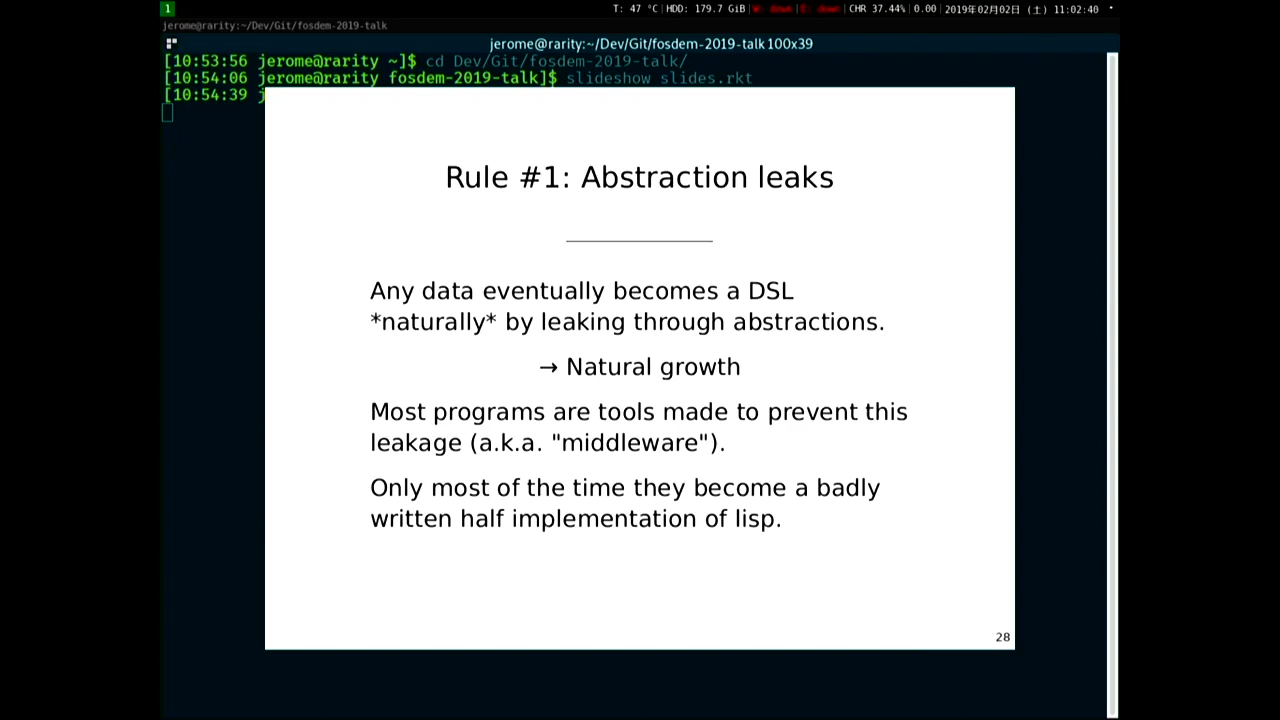 1
T: 47 °C|HDD: 179.7 GiB|W: down|E: down|CHR 37.44%|0.00|2019年02月02日 (土) 11:02:40
jerome@rarity:~/Dev/Git/fosdem-2019-talk
jerome@rarity:~/Dev/Git/fosdem-2019-talk 100x39
[10:53:56 jerome@rarity ~]$ cd Dev/Git/fosdem-2019-talk/
[10:54:06 jerome@rarity fosdem-2019-talk]$ slideshow slides.rkt
[10:54:39 j
Rule #1: Abstraction leaks
Any data eventually becomes a DSL
*naturally* by leaking through abstractions.
→ Natural growth
Most programs are tools made to prevent this
leakage (a.k.a. "middleware").
Only most of the time they become a badly
written half implementation of lisp.
28